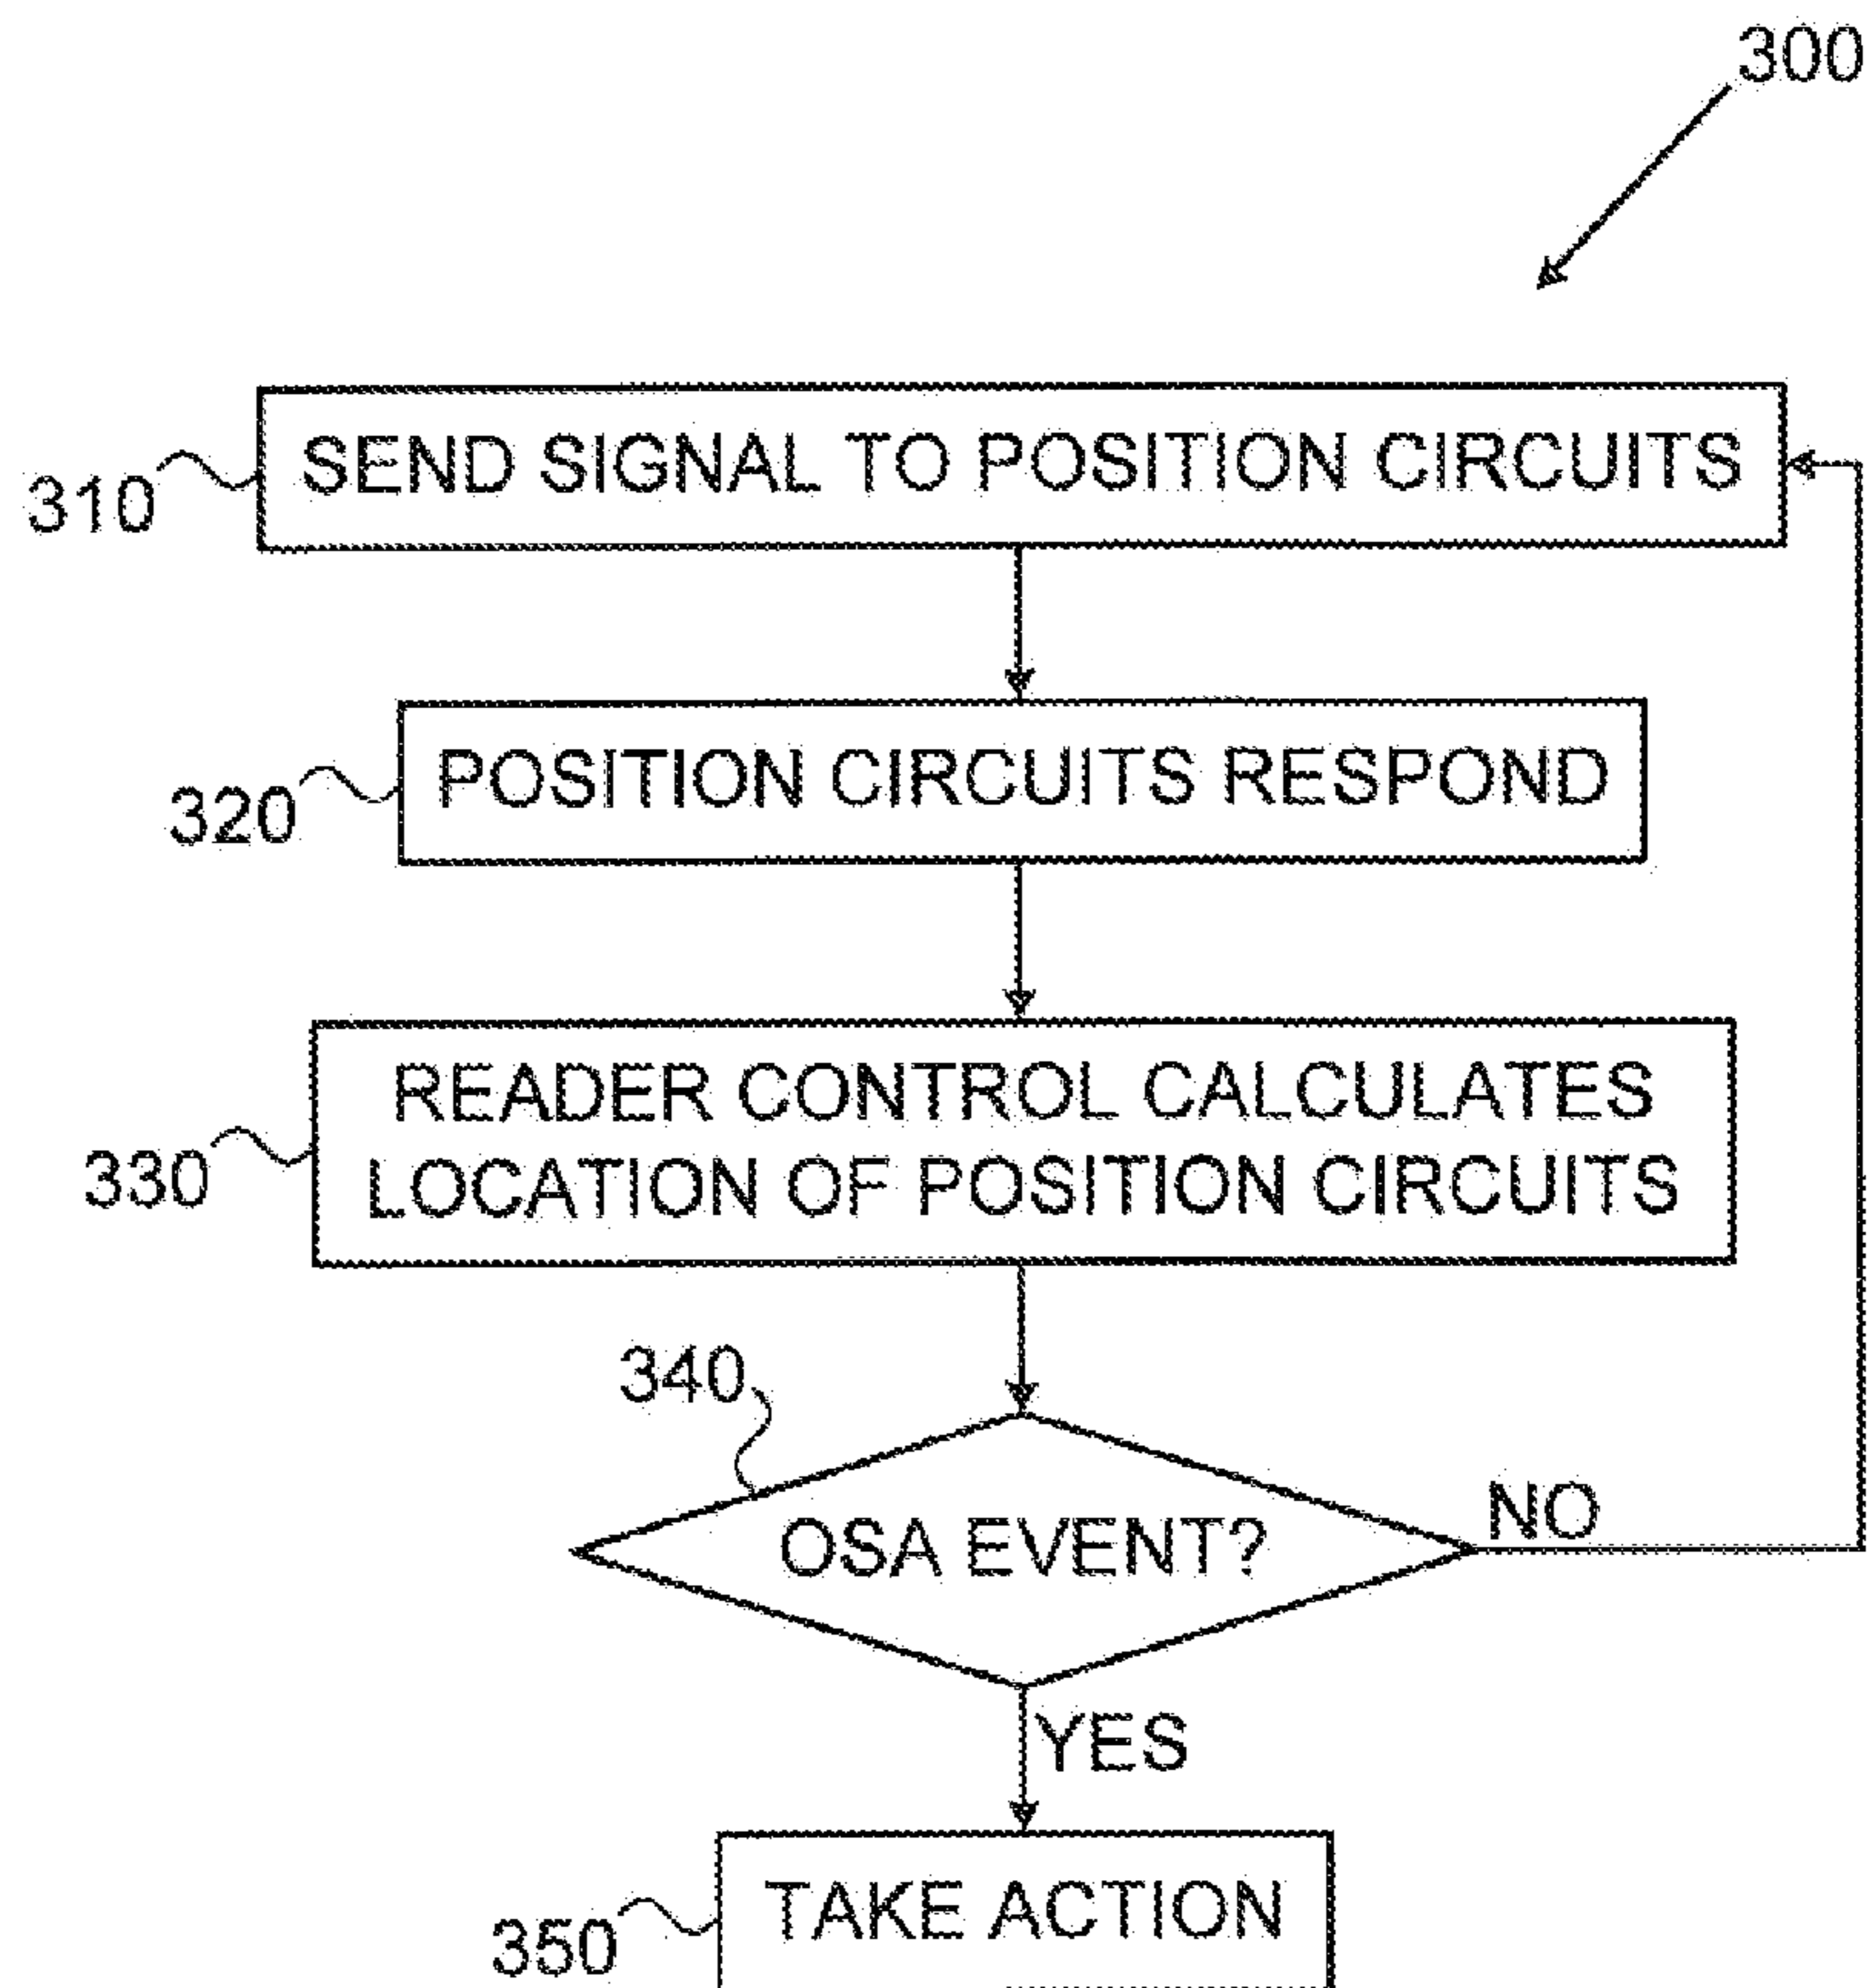 300
310
SEND SIGNAL TO POSITION CIRCUITS
320
POSITION CIRCUITS RESPOND
330
READER CONTROL CALCULATES
LOCATION OF POSITION CIRCUITS
340
OSA EVENT?
NO
YES
350
TAKE ACTION